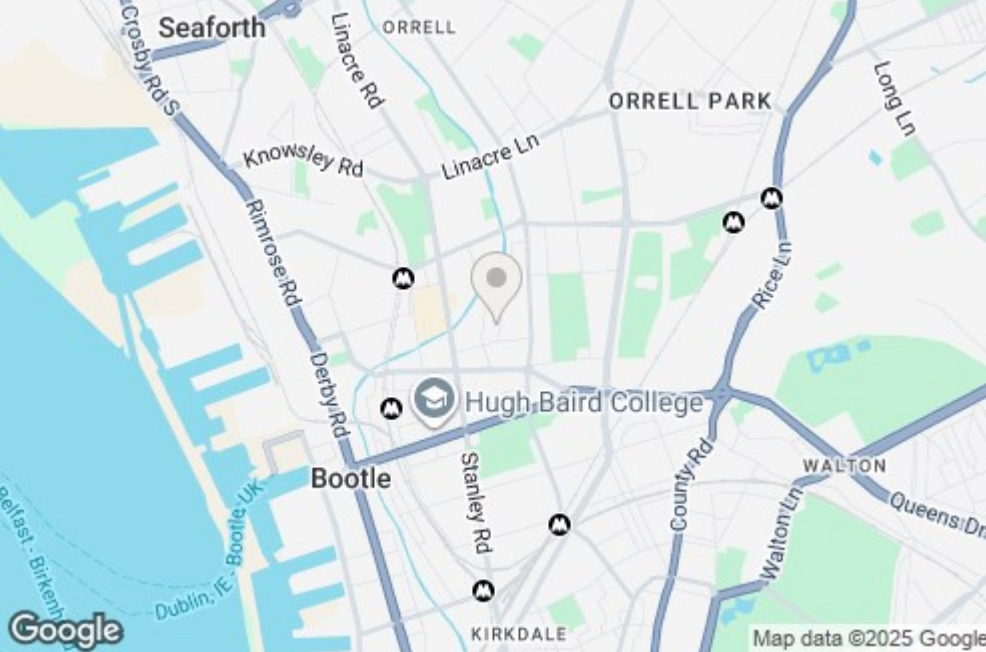 Seaforth
ORRELL
Crosby Rd S
Linacre Rd
ORRELL PARK
Long Ln
Knowsley Rd
Linacre Ln
Rimrose Rd
Rice Ln
Derby Rd
Hugh Baird College
Bootle
Stanley Rd
County Rd
WALTON
Walton Ln
Queens Dr
Belfast - Birkenh
Dublin, IE - Bootle, UK
KIRKDALE
Google
Map data ©2025 Google